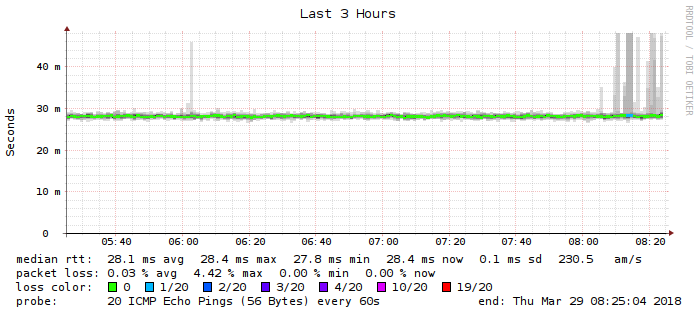 Last 3 Hours
RRDTOOL / TOBI OETIKER
Seconds
40 m
30 m
20 m
10 m
0
05:40 06:00 06:20 06:40 07:00 07:20 07:40 08:00 08:20
median rtt: 28.1 ms avg 28.4 ms max 27.8 ms min 28.4 ms now 0.1 ms sd 230.5 am/s
packet loss: 0.03 % avg 4.42 % max 0.00 % min 0.00 % now
loss color: 0 1/20 2/20 3/20 4/20 10/20 19/20
probe: 20 ICMP Echo Pings (56 Bytes) every 60s end: Thu Mar 29 08:25:04 2018